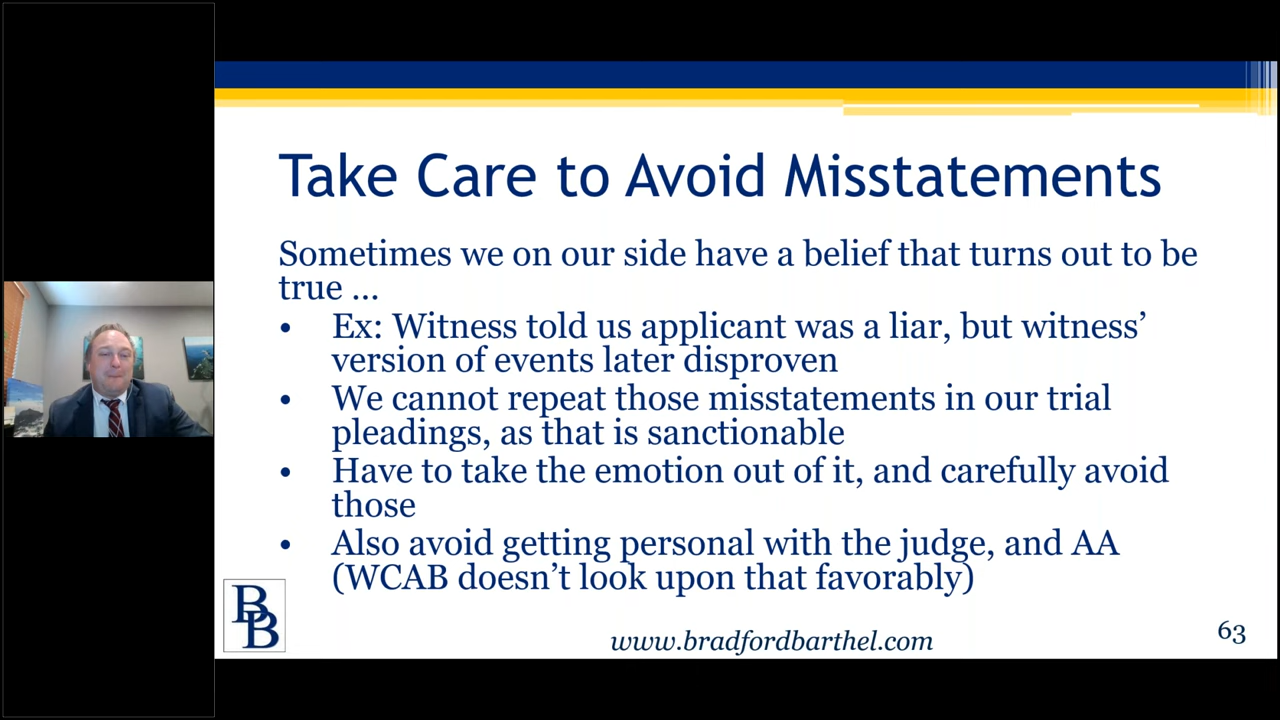 Take Care to Avoid Misstatements
Sometimes we on our side have a belief that turns out to be
true ...
• Ex: Witness told us applicant was a liar, but witness’
version of events later disproven
• We cannot repeat those misstatements in our trial
pleadings, as that is sanctionable
• Have to take the emotion out of it, and carefully avoid
those
• Also avoid getting personal with the judge, and AA
(WCAB doesn’t look upon that favorably)
BB
www.bradfordbarthel.com
63